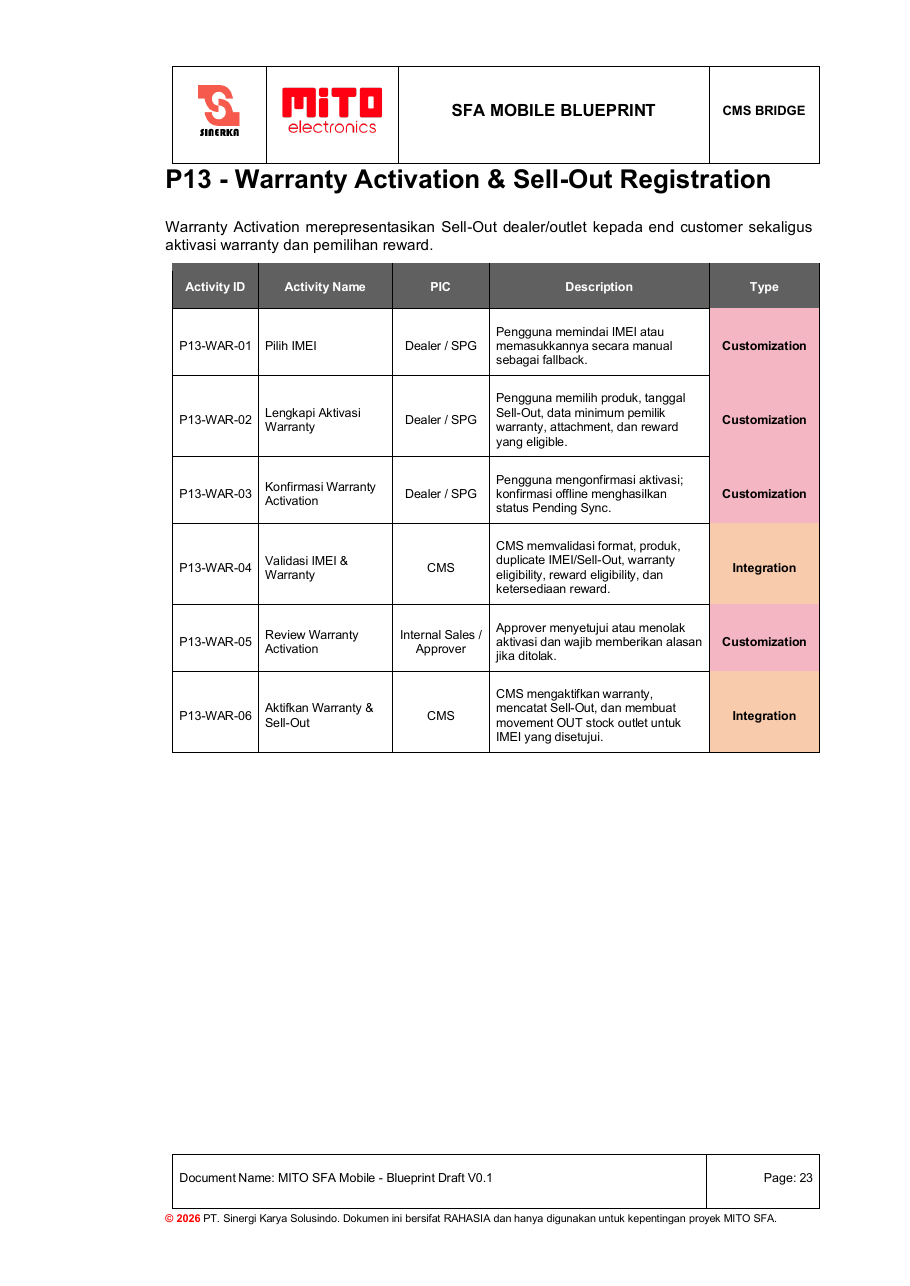 SINERKA
MiTO
electronics
SFA MOBILE BLUEPRINT
CMS BRIDGE
P13 - Warranty Activation & Sell-Out Registration
Warranty Activation merepresentasikan Sell-Out dealer/outlet kepada end customer sekaligus
aktivasi warranty dan pemilihan reward.
Activity ID
Activity Name
PIC
Description
Type
P13-WAR-01
Pilih IMEI
Dealer / SPG
Pengguna memindai IMEI atau
memasukkannya secara manual
sebagai fallback.
Customization
P13-WAR-02
Lengkapi Aktivasi
Warranty
Dealer / SPG
Pengguna memilih produk, tanggal
Sell-Out, data minimum pemilik
warranty, attachment, dan reward
yang eligible.
Customization
P13-WAR-03
Konfirmasi Warranty
Activation
Dealer / SPG
Pengguna mengonfirmasi aktivasi;
konfirmasi offline menghasilkan
status Pending Sync.
Customization
P13-WAR-04
Validasi IMEI &
Warranty
CMS
CMS memvalidasi format, produk,
duplicate IMEI/Sell-Out, warranty
eligibility, reward eligibility, dan
ketersediaan reward.
Integration
P13-WAR-05
Review Warranty
Activation
Internal Sales /
Approver
Approver menyetujui atau menolak
aktivasi dan wajib memberikan alasan
jika ditolak.
Customization
P13-WAR-06
Aktifkan Warranty &
Sell-Out
CMS
CMS mengaktifkan warranty,
mencatat Sell-Out, dan membuat
movement OUT stock outlet untuk
IMEI yang disetujui.
Integration
Document Name: MITO SFA Mobile - Blueprint Draft V0.1
Page: 23
© 2026 PT. Sinergi Karya Solusindo. Dokumen ini bersifat RAHASIA dan hanya digunakan untuk kepentingan proyek MITO SFA.